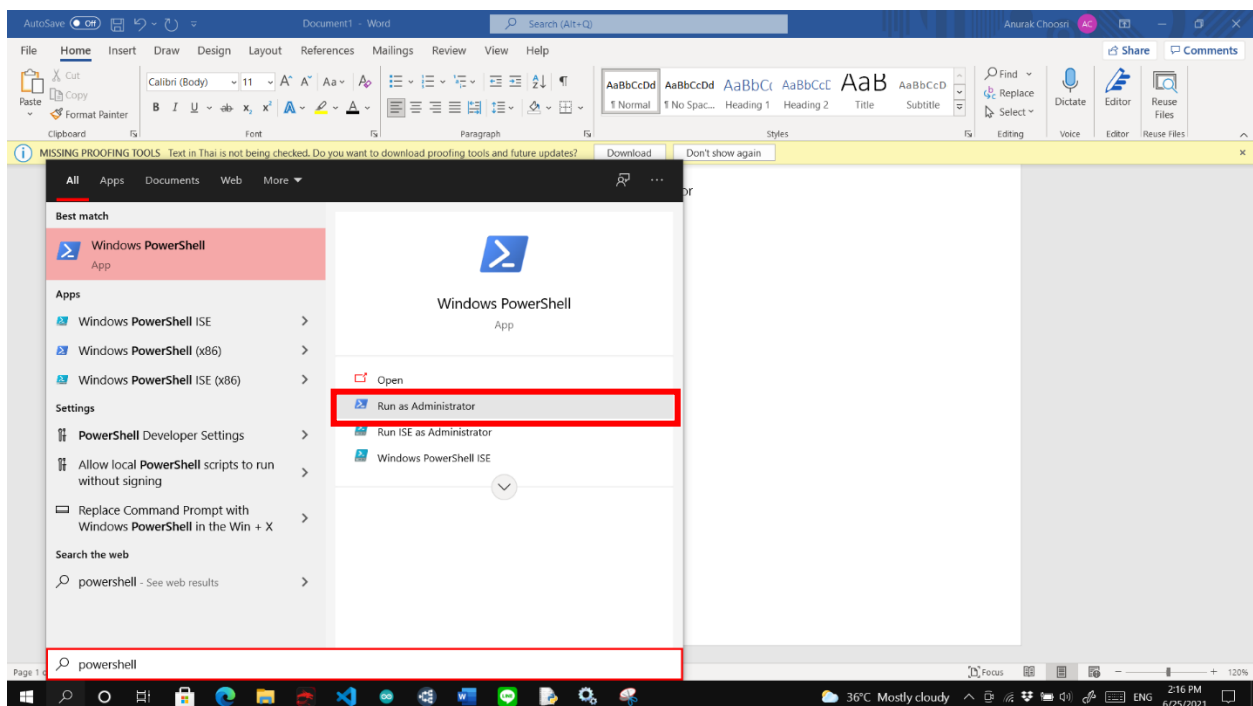 AutoSave Off Document1 - Word Search (Alt+Q) Anurak Choosri AC
File Home Insert Draw Design Layout References Mailings Review View Help Share Comments
Paste
Cut
Copy
Format Painter
Clipboard
Calibri (Body) 11 A^ A˅ Aa A
B I U ab x₂ x² A A
Font
Paragraph
AaBbCcDd AaBbCcDd AaBbC( AaBbCcE AaB AaBbCcD
¶ Normal ¶ No Spac... Heading 1 Heading 2 Title Subtitle
Styles
Find
Replace
Select
Editing
Dictate
Voice
Editor
Editor
Reuse
Files
Reuse Files
MISSING PROOFING TOOLS Text in Thai is not being checked. Do you want to download proofing tools and future updates? Download Don't show again
All Apps Documents Web More
or
Best match
Windows PowerShell
App
Apps
Windows PowerShell ISE
Windows PowerShell (x86)
Windows PowerShell ISE (x86)
Settings
PowerShell Developer Settings
Allow local PowerShell scripts to run
without signing
Replace Command Prompt with
Windows PowerShell in the Win + X
Search the web
powershell - See web results
Windows PowerShell
App
Open
Run as Administrator
Run ISE as Administrator
Windows PowerShell ISE
powershell
Page 1 Focus 120%
36°C Mostly cloudy ENG 2:16 PM
6/25/2021